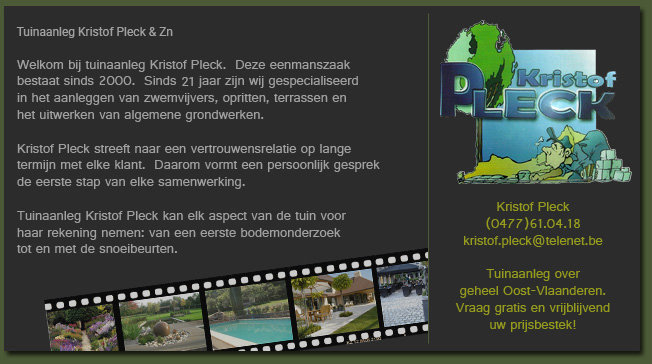 Tuinaanleg Kristof Pleck & Zn
Welkom bij tuinaanleg Kristof Pleck. Deze eenmanszaak
bestaat sinds 2000. Sinds 21 jaar zijn wij gespecialiseerd
in het aanleggen van zwemvijvers, opritten, terrassen en
het uitwerken van algemene grondwerken.
Kristof Pleck streeft naar een vertrouwensrelatie op lange
termijn met elke klant. Daarom vormt een persoonlijk gesprek
de eerste stap van elke samenwerking.
Tuinaanleg Kristof Pleck kan elk aspect van de tuin voor
haar rekening nemen: van een eerste bodemonderzoek
tot en met de snoeibeurten.
Kristof
PLECK
Kristof Pleck
(0477)61.04.18
kristof.pleck@telenet.be
Tuinaanleg over
geheel Oost-Vlaanderen.
Vraag gratis en vrijblijvend
uw prijsbestek!